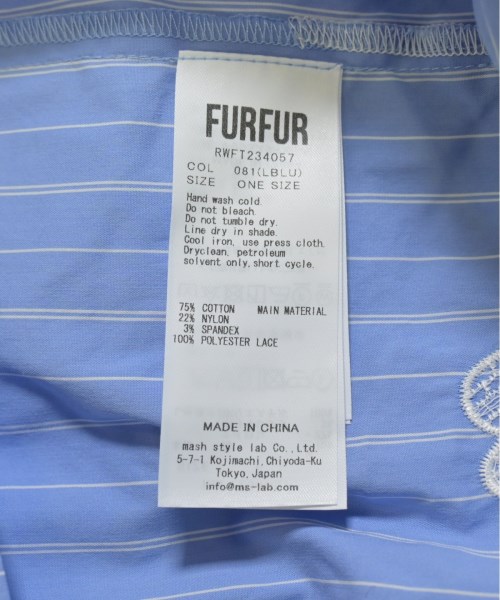 FURFUR
RWFT234057
COL 081(LBLU)
SIZE ONE SIZE
Hand wash cold.
Do not bleach.
Do not tumble dry.
Line dry in shade.
Cool iron, use press cloth.
Dryclean, petroleum
solvent only, short cycle.
75% COTTON MAIN MATERIAL
22% NYLON
3% SPANDEX
100% POLYESTER LACE
MADE IN CHINA
mash style lab Co., Ltd.
5-7-1 Kojimachi, Chiyoda-Ku
Tokyo, Japan
info@ms-lab.com